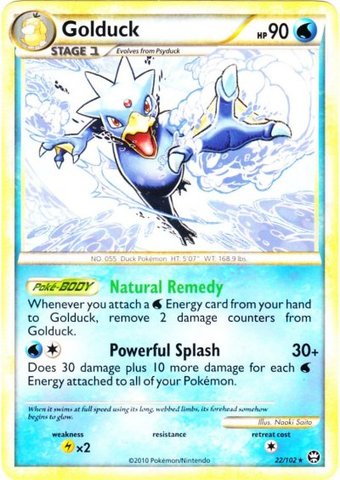 Golduck HP 90
STAGE 1 Evolves from Psyduck
NO. 055 Duck Pokémon HT: 5'07" WT: 168.9 lbs.
Poké-BODY Natural Remedy
Whenever you attach a Energy card from your hand
to Golduck, remove 2 damage counters from
Golduck.
Powerful Splash 30+
Does 30 damage plus 10 more damage for each
Energy attached to all of your Pokémon.
When it swims at full speed using its long, webbed limbs, its forehead somehow
begins to glow.
Illus. Naoki Saito
weakness resistance retreat cost
×2
22/102 ★
©2010 Pokémon/Nintendo